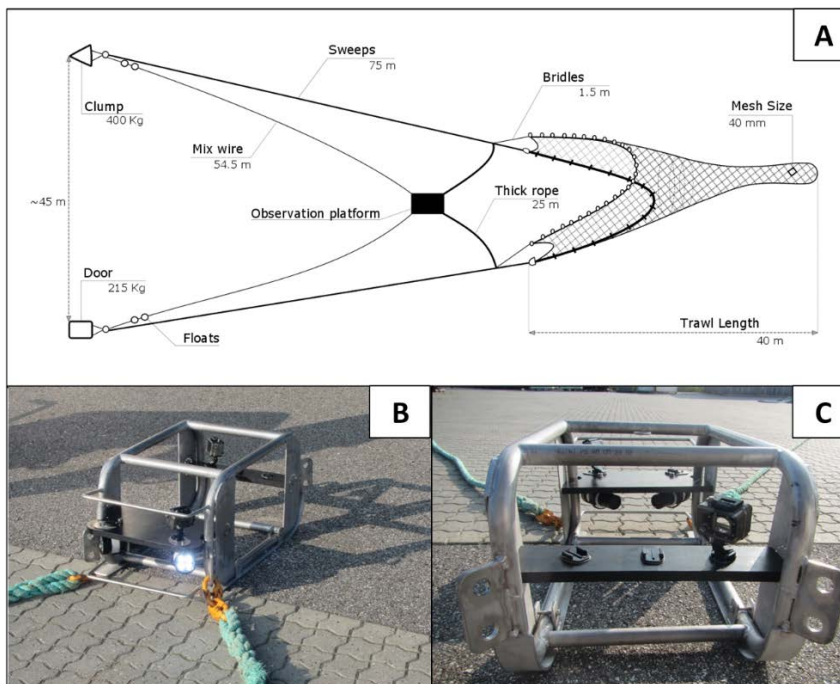 A
Sweeps
75 m
Bridles
1.5 m
Mesh Size
40 mm
Clump
400 Kg
Mix wire
54.5 m
~45 m
Thick rope
25 m
Observation platform
Door
215 Kg
Floats
Trawl Length
40 m
B
C